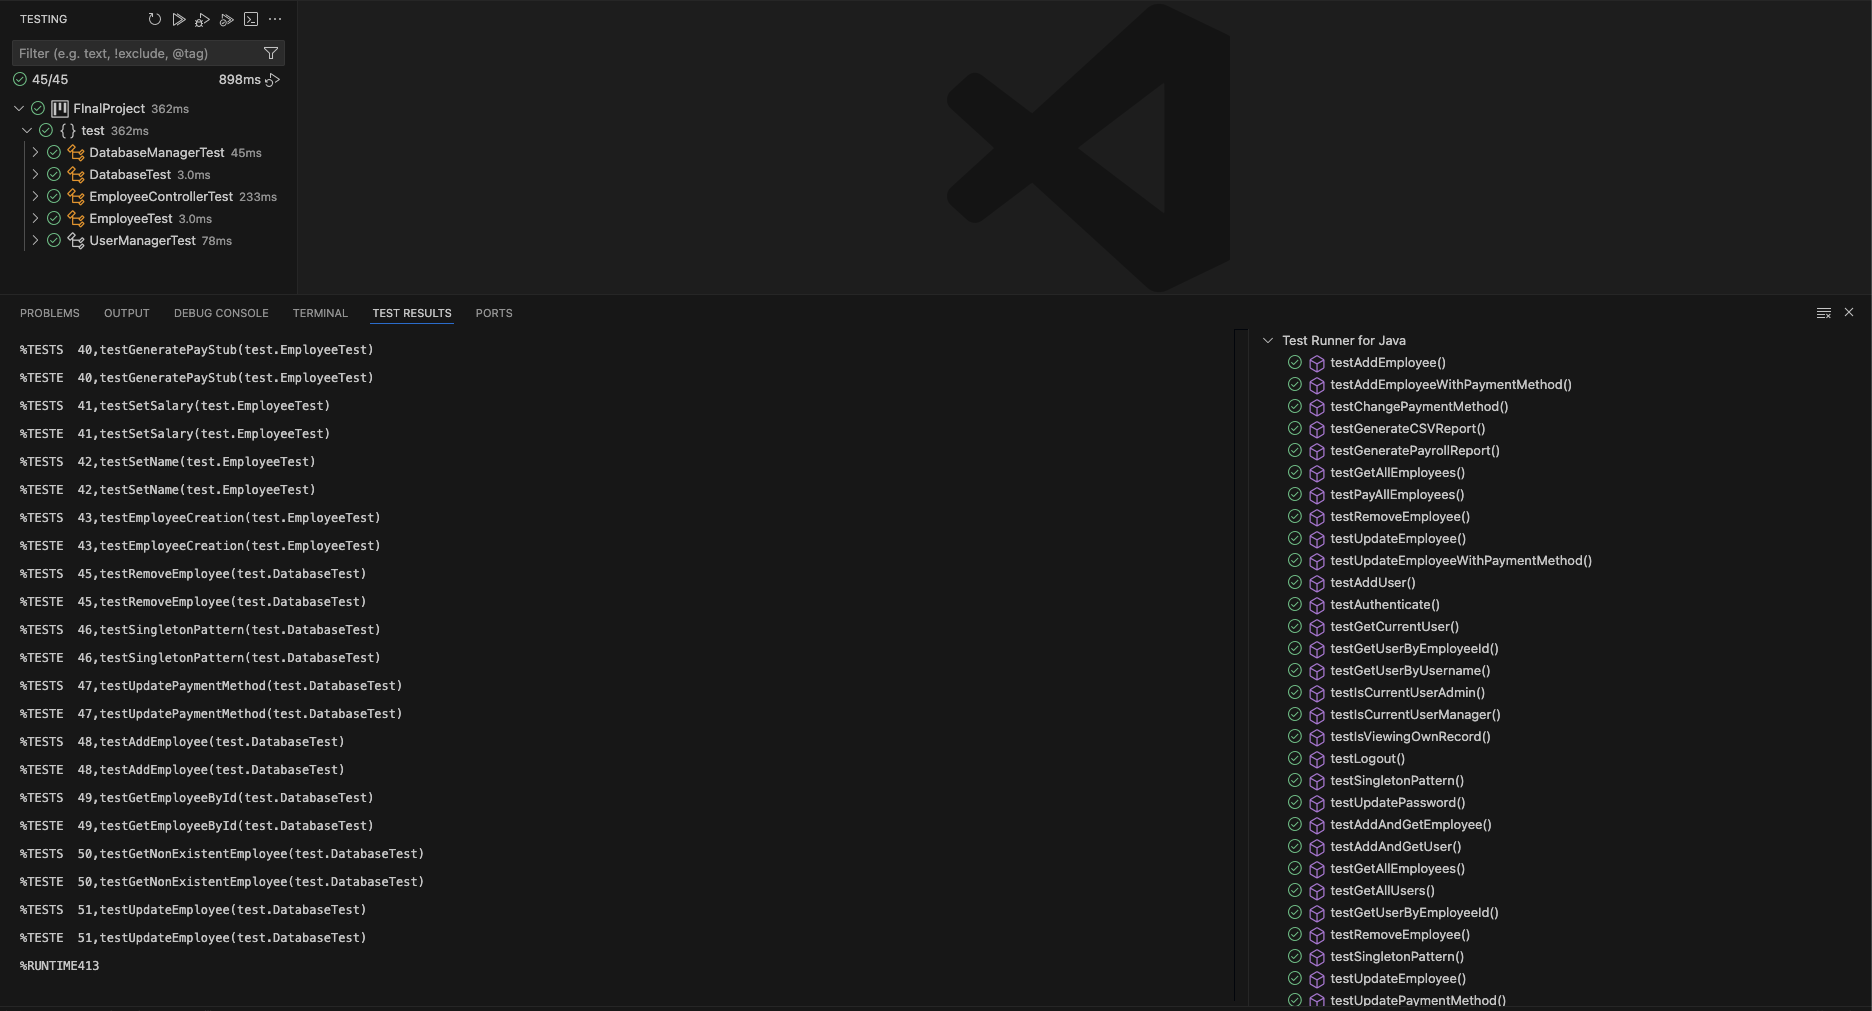 TESTING
Filter (e.g. text, !exclude, @tag)
45/45 898ms
FInalProject 362ms
{} test 362ms
DatabaseManagerTest 45ms
DatabaseTest 3.0ms
EmployeeControllerTest 233ms
EmployeeTest 3.0ms
UserManagerTest 78ms
PROBLEMS OUTPUT DEBUG CONSOLE TERMINAL TEST RESULTS PORTS
%TESTS 40,testGeneratePayStub(test.EmployeeTest)
%TESTE 40,testGeneratePayStub(test.EmployeeTest)
%TESTS 41,testSetSalary(test.EmployeeTest)
%TESTE 41,testSetSalary(test.EmployeeTest)
%TESTS 42,testSetName(test.EmployeeTest)
%TESTE 42,testSetName(test.EmployeeTest)
%TESTS 43,testEmployeeCreation(test.EmployeeTest)
%TESTE 43,testEmployeeCreation(test.EmployeeTest)
%TESTS 45,testRemoveEmployee(test.DatabaseTest)
%TESTE 45,testRemoveEmployee(test.DatabaseTest)
%TESTS 46,testSingletonPattern(test.DatabaseTest)
%TESTE 46,testSingletonPattern(test.DatabaseTest)
%TESTS 47,testUpdatePaymentMethod(test.DatabaseTest)
%TESTE 47,testUpdatePaymentMethod(test.DatabaseTest)
%TESTS 48,testAddEmployee(test.DatabaseTest)
%TESTE 48,testAddEmployee(test.DatabaseTest)
%TESTS 49,testGetEmployeeById(test.DatabaseTest)
%TESTE 49,testGetEmployeeById(test.DatabaseTest)
%TESTS 50,testGetNonExistentEmployee(test.DatabaseTest)
%TESTE 50,testGetNonExistentEmployee(test.DatabaseTest)
%TESTS 51,testUpdateEmployee(test.DatabaseTest)
%TESTE 51,testUpdateEmployee(test.DatabaseTest)
%RUNTIME413
Test Runner for Java
testAddEmployee()
testAddEmployeeWithPaymentMethod()
testChangePaymentMethod()
testGenerateCSVReport()
testGeneratePayrollReport()
testGetAllEmployees()
testPayAllEmployees()
testRemoveEmployee()
testUpdateEmployee()
testUpdateEmployeeWithPaymentMethod()
testAddUser()
testAuthenticate()
testGetCurrentUser()
testGetUserByEmployeeId()
testGetUserByUsername()
testIsCurrentUserAdmin()
testIsCurrentUserManager()
testIsViewingOwnRecord()
testLogout()
testSingletonPattern()
testUpdatePassword()
testAddAndGetEmployee()
testAddAndGetUser()
testGetAllEmployees()
testGetAllUsers()
testGetUserByEmployeeId()
testRemoveEmployee()
testSingletonPattern()
testUpdateEmployee()
testUpdatePaymentMethod()